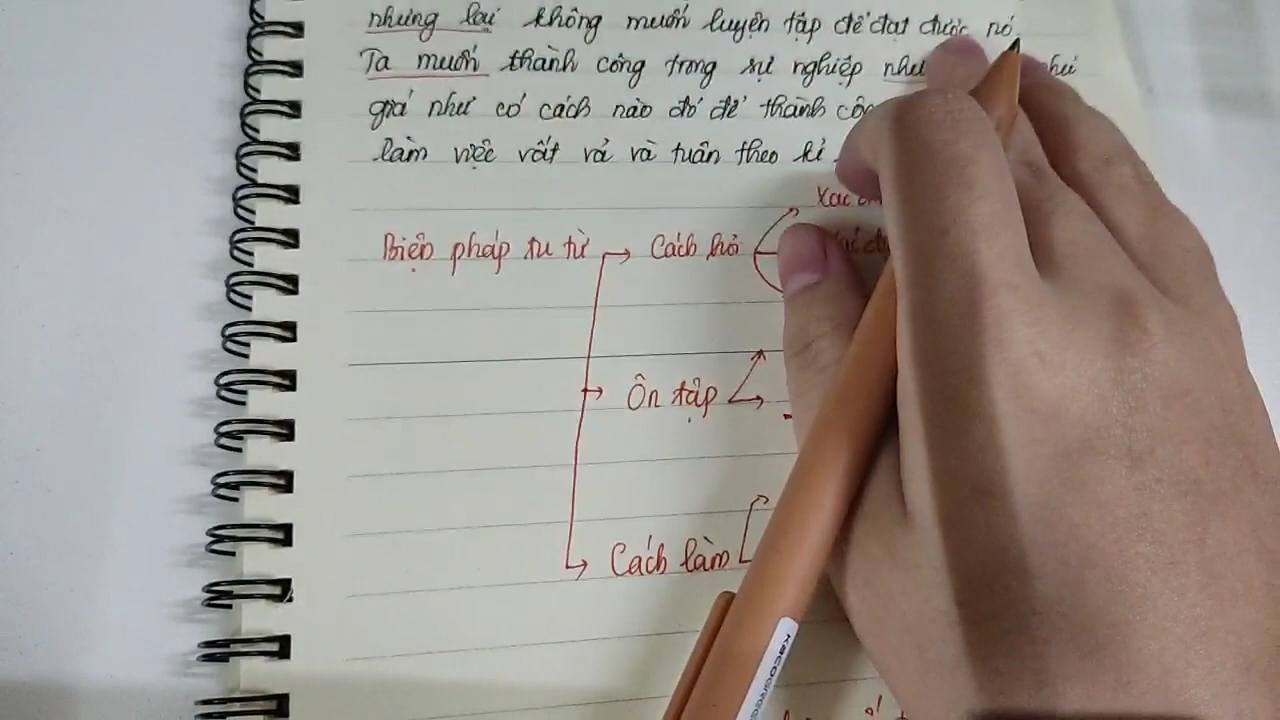 nhưng lại không muốn luyện tập để đạt được nó
Ta muốn thành công trong sự nghiệp như
giá như có cách nào đó để thành
làm việc vất vả và tuân theo kỉ
Biện pháp tu từ
Cách hỏi
Ôn tập
Cách làm